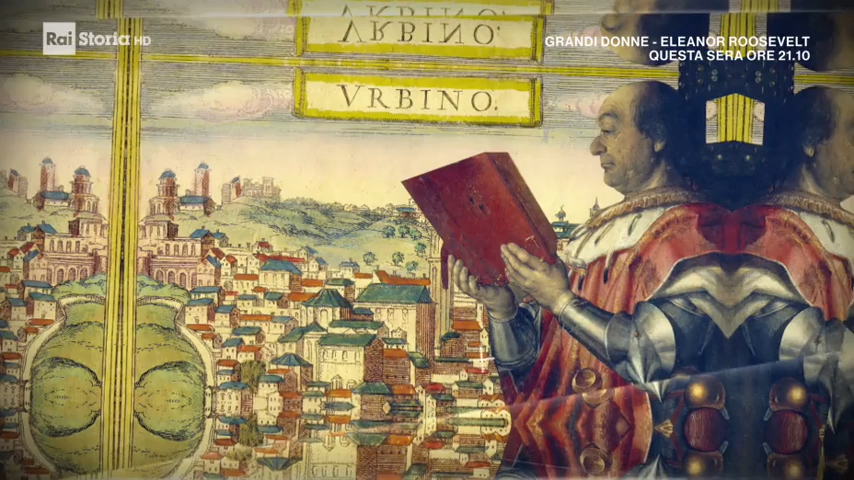 Rai Storia HD
GRANDI DONNE - ELEANOR ROOSEVELT
QUESTA SERA ORE 21.10
VRBINO.
VRBINO.